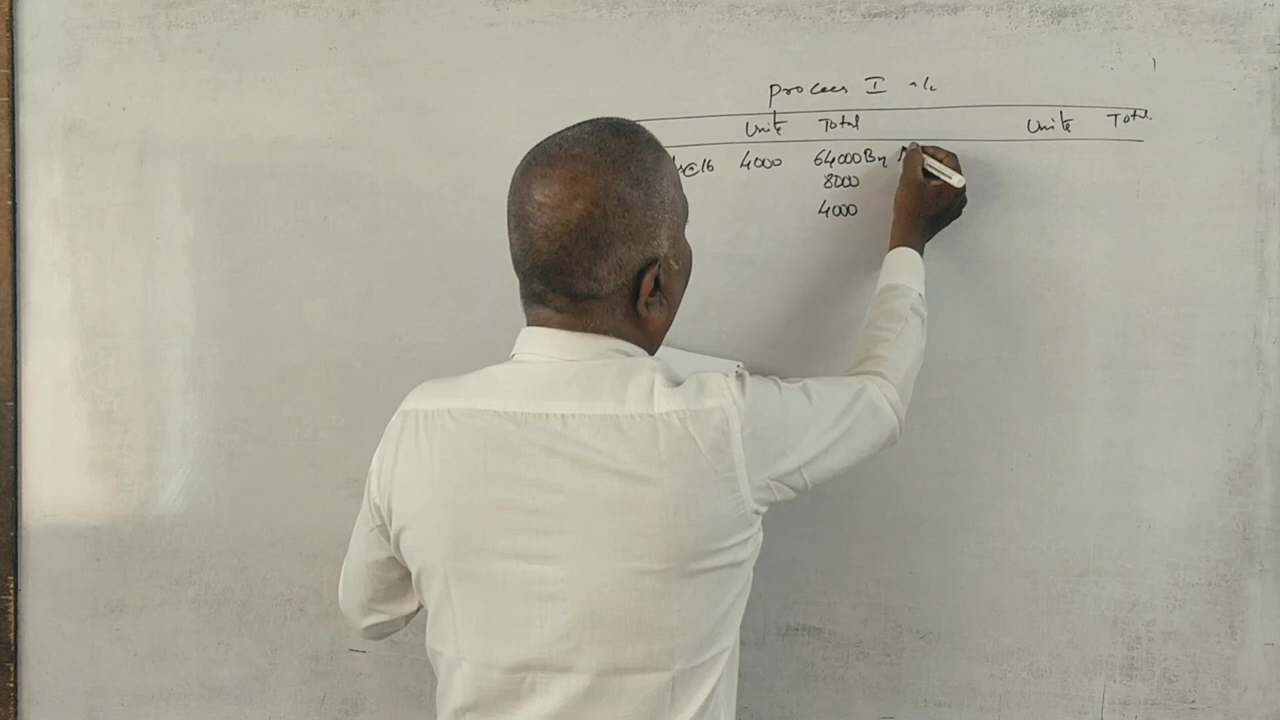 Process I a/c
Units Total Units Total
@16 4000 64000 By
8000
4000